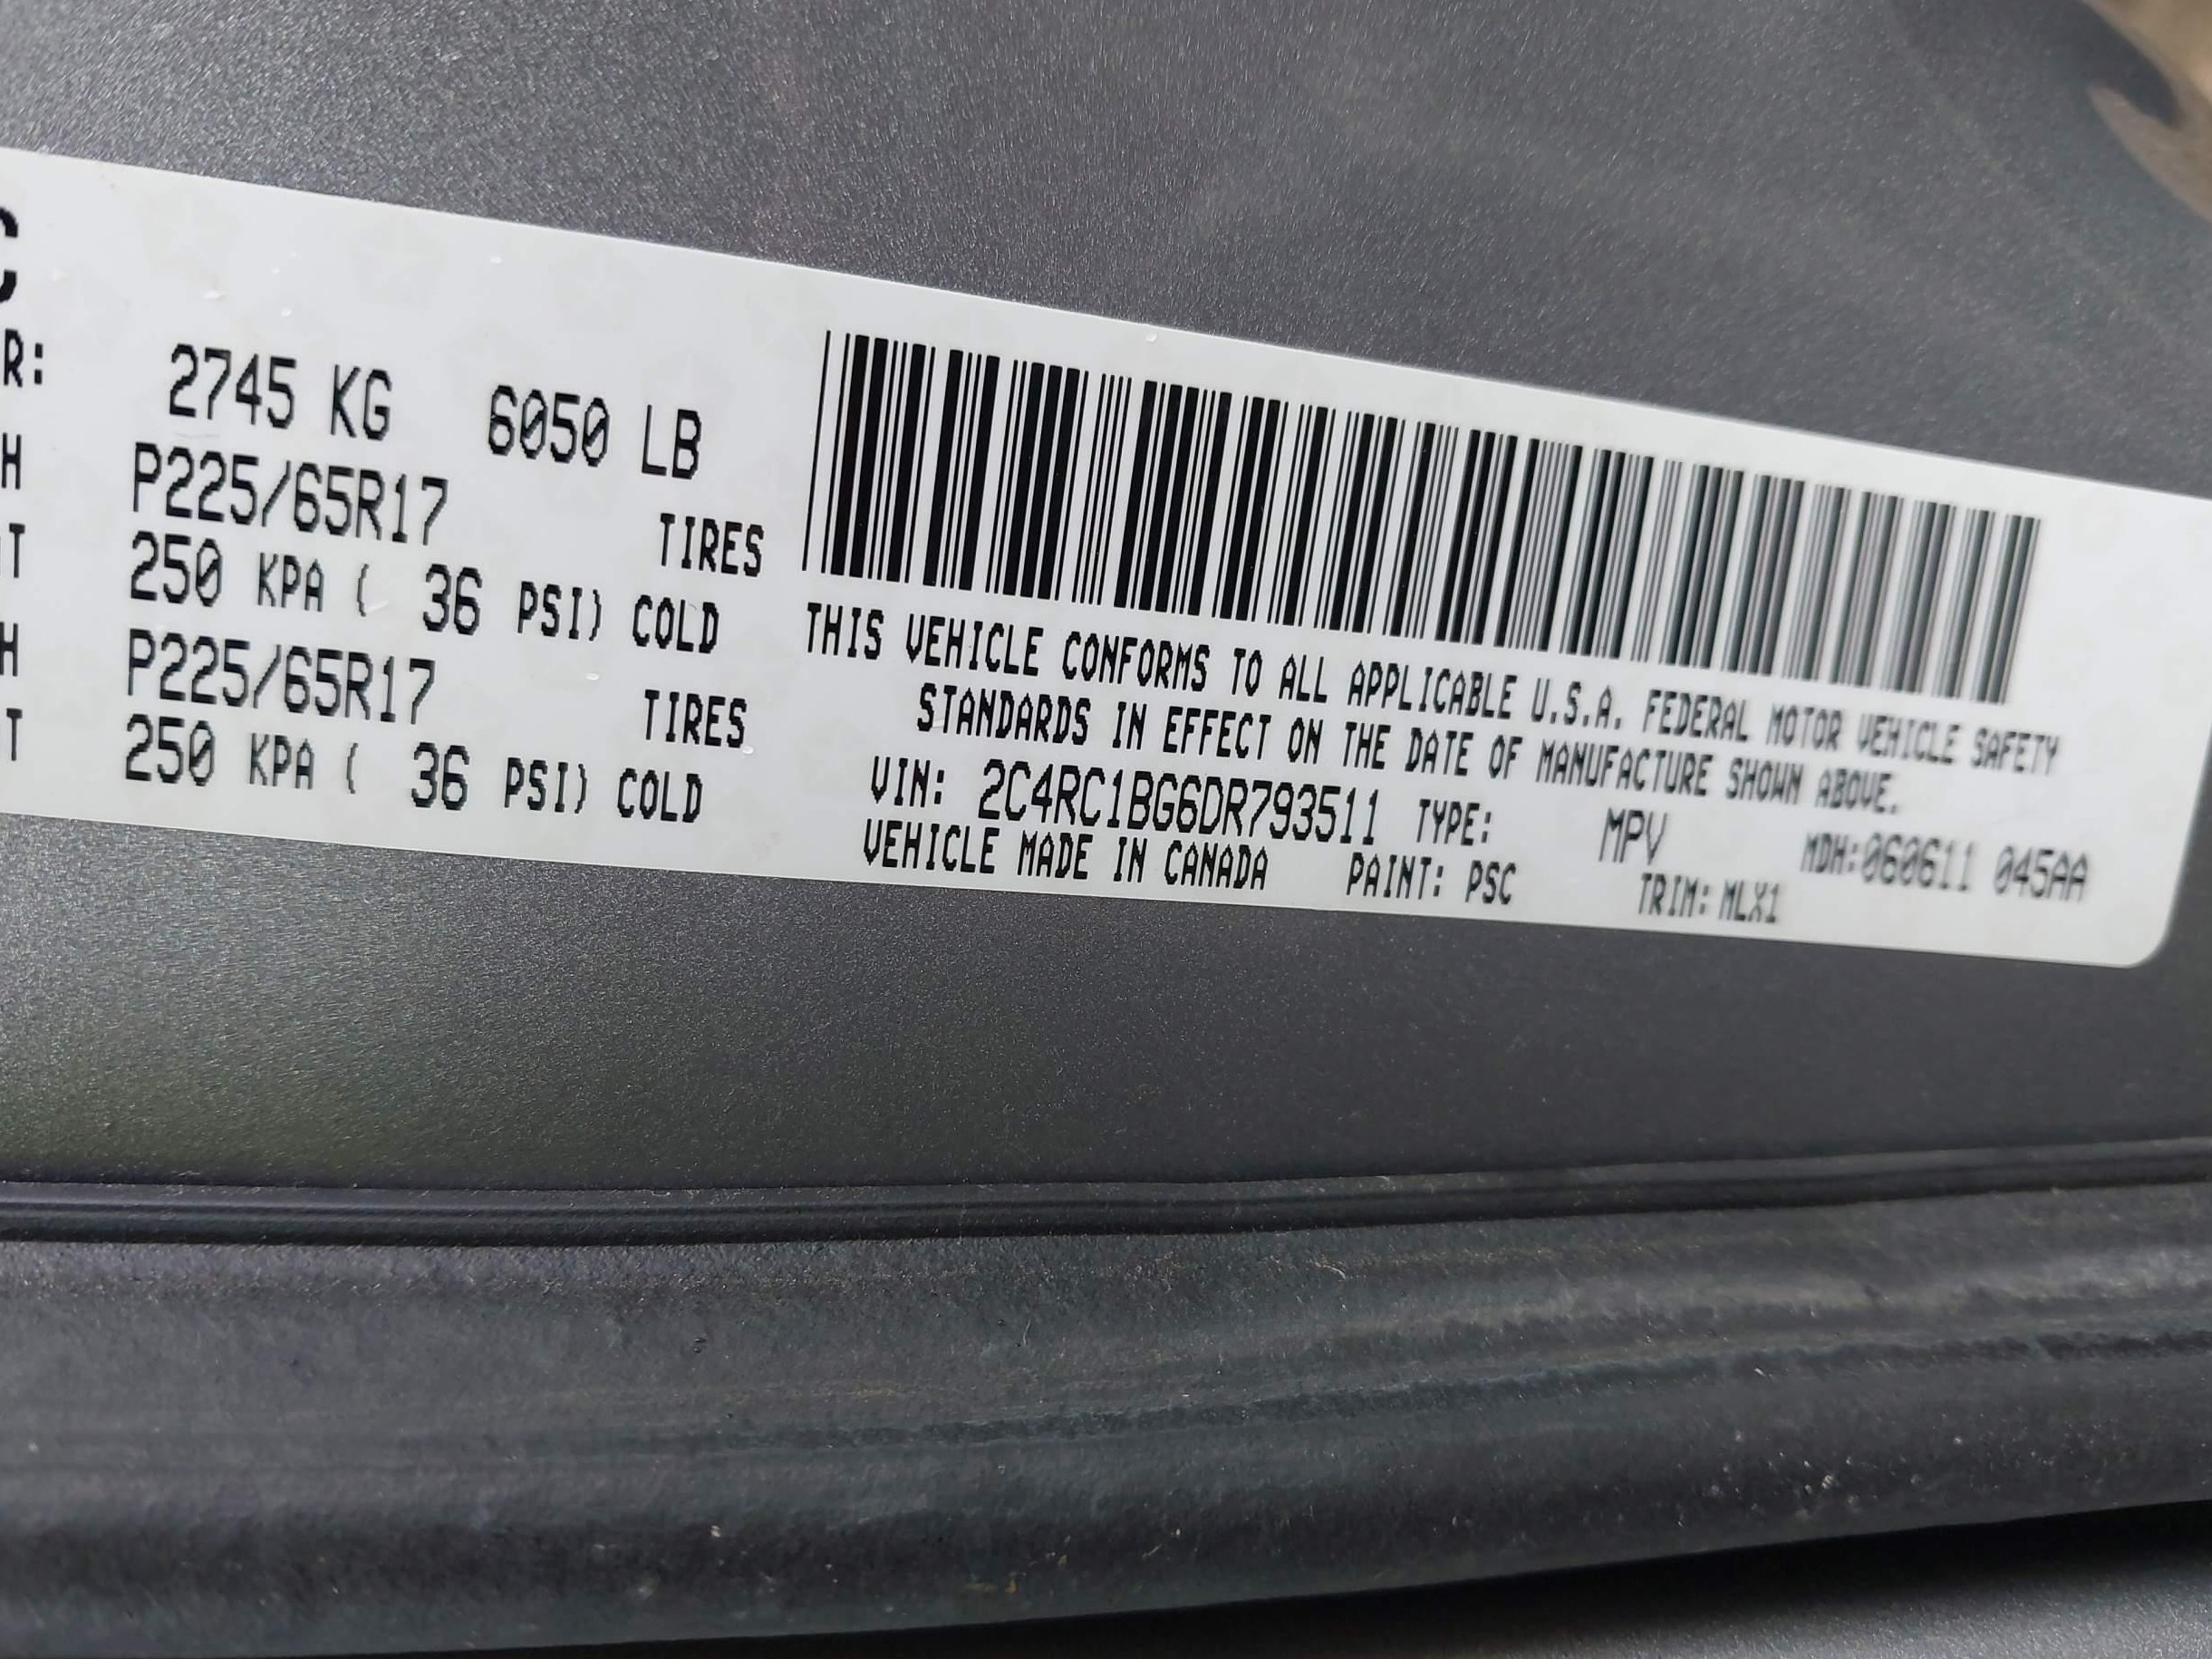 C
R: 2745 KG 6050 LB
H P225/65R17 TIRES
T 250 KPA ( 36 PSI) COLD
H P225/65R17 TIRES
T 250 KPA ( 36 PSI) COLD
THIS VEHICLE CONFORMS TO ALL APPLICABLE U.S.A. FEDERAL MOTOR VEHICLE SAFETY
STANDARDS IN EFFECT ON THE DATE OF MANUFACTURE SHOWN ABOVE.
VIN: 2C4RC1BG6DR793511 TYPE: MPV MDH:060611 045AA
VEHICLE MADE IN CANADA PAINT: PSC TRIM: MLX1